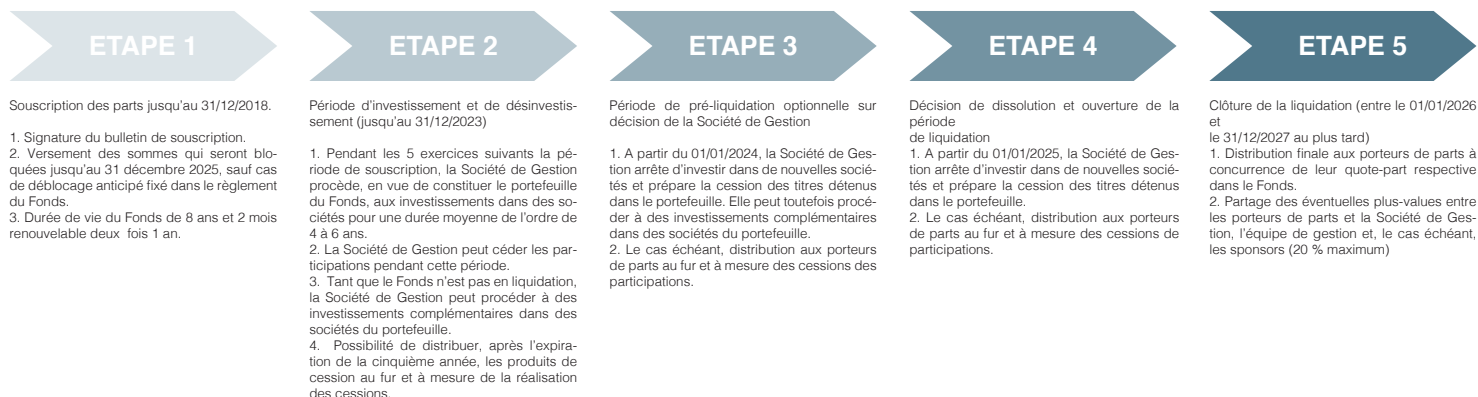 ETAPE 1
Souscription des parts jusqu'au 31/12/2018.
1. Signature du bulletin de souscription.
2. Versement des sommes qui seront blo-
quées jusqu'au 31 décembre 2025, sauf cas
de déblocage anticipé fixé dans le règlement
du Fonds.
3. Durée de vie du Fonds de 8 ans et 2 mois
renouvelable deux fois 1 an.
ETAPE 2
Période d'investissement et de désinvestis-
sement (jusqu'au 31/12/2023)
1. Pendant les 5 exercices suivants la pé-
riode de souscription, la Société de Gestion
procède, en vue de constituer le portefeuille
du Fonds, aux investissements dans des so-
ciétés pour une durée moyenne de l'ordre de
4 à 6 ans.
2. La Société de Gestion peut céder les par-
ticipations pendant cette période.
3. Tant que le Fonds n'est pas en liquidation,
la Société de Gestion peut procéder à des
investissements complémentaires dans des
sociétés du portefeuille.
4. Possibilité de distribuer, après l'expira-
tion de la cinquième année, les produits de
cession au fur et à mesure de la réalisation
des cessions.
ETAPE 3
Période de pré-liquidation optionnelle sur
décision de la Société de Gestion
1. A partir du 01/01/2024, la Société de Ges-
tion arrête d'investir dans de nouvelles socié-
tés et prépare la cession des titres détenus
dans le portefeuille. Elle peut toutefois procé-
der à des investissements complémentaires
dans des sociétés du portefeuille.
2. Le cas échéant, distribution aux porteurs
de parts au fur et à mesure des cessions des
participations.
ETAPE 4
Décision de dissolution et ouverture de la
période
de liquidation
1. A partir du 01/01/2025, la Société de Ges-
tion arrête d'investir dans de nouvelles socié-
tés et prépare la cession des titres détenus
dans le portefeuille.
2. Le cas échéant, distribution aux porteurs
de parts au fur et à mesure des cessions de
participations.
ETAPE 5
Clôture de la liquidation (entre le 01/01/2026
et
le 31/12/2027 au plus tard)
1. Distribution finale aux porteurs de parts à
concurrence de leur quote-part respective
dans le Fonds.
2. Partage des éventuelles plus-values entre
les porteurs de parts et la Société de Ges-
tion, l'équipe de gestion et, le cas échéant,
les sponsors (20 % maximum)